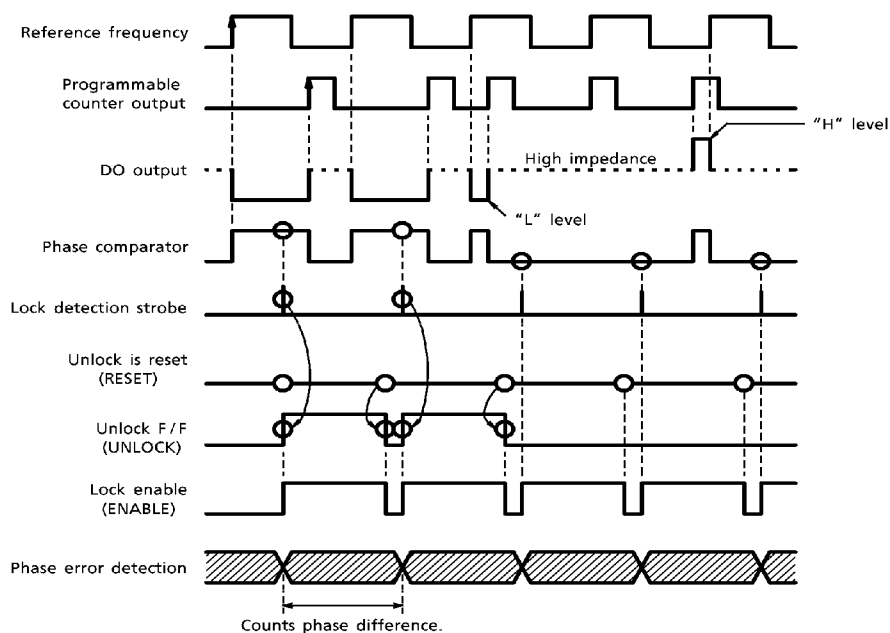 Reference frequency
Programmable
counter output
"H" level
High impedance
DO output
"L" level
Phase comparator
Lock detection strobe
Unlock is reset
(RESET)
Unlock F/F
(UNLOCK)
Lock enable
(ENABLE)
Phase error detection
Counts phase difference.